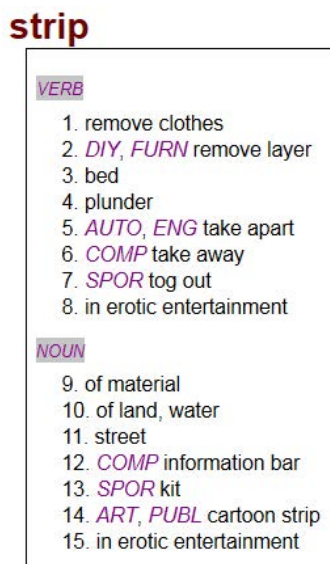 strip
VERB
1. remove clothes
2. DIY, FURN remove layer
3. bed
4. plunder
5. AUTO, ENG take apart
6. COMP take away
7. SPOR tog out
8. in erotic entertainment
NOUN
9. of material
10. of land, water
11. street
12. COMP information bar
13. SPOR kit
14. ART, PUBL cartoon strip
15. in erotic entertainment